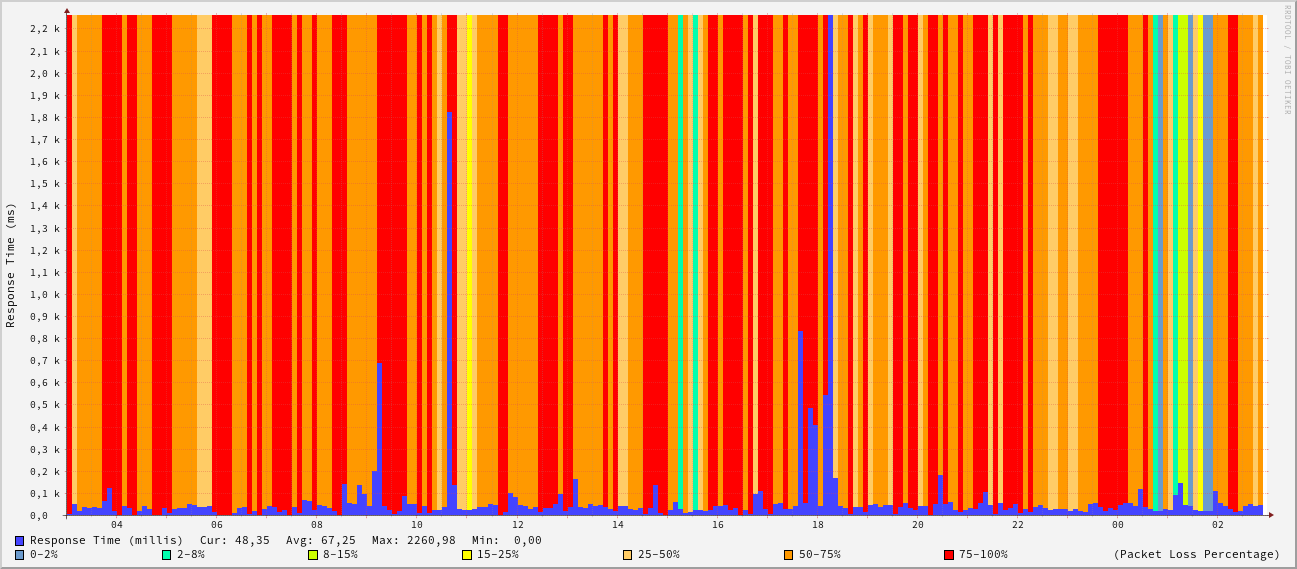 RRDTOOL / TOBI OETIKER
Response Time (ms)
2,2 k
2,1 k
2,0 k
1,9 k
1,8 k
1,7 k
1,6 k
1,5 k
1,4 k
1,3 k
1,2 k
1,1 k
1,0 k
0,9 k
0,8 k
0,7 k
0,6 k
0,5 k
0,4 k
0,3 k
0,2 k
0,1 k
0,0
04 06 08 10 12 14 16 18 20 22 00 02
Response Time (millis) Cur: 48,35 Avg: 67,25 Max: 2260,98 Min: 0,00
0-2% 2-8% 8-15% 15-25% 25-50% 50-75% 75-100% (Packet Loss Percentage)